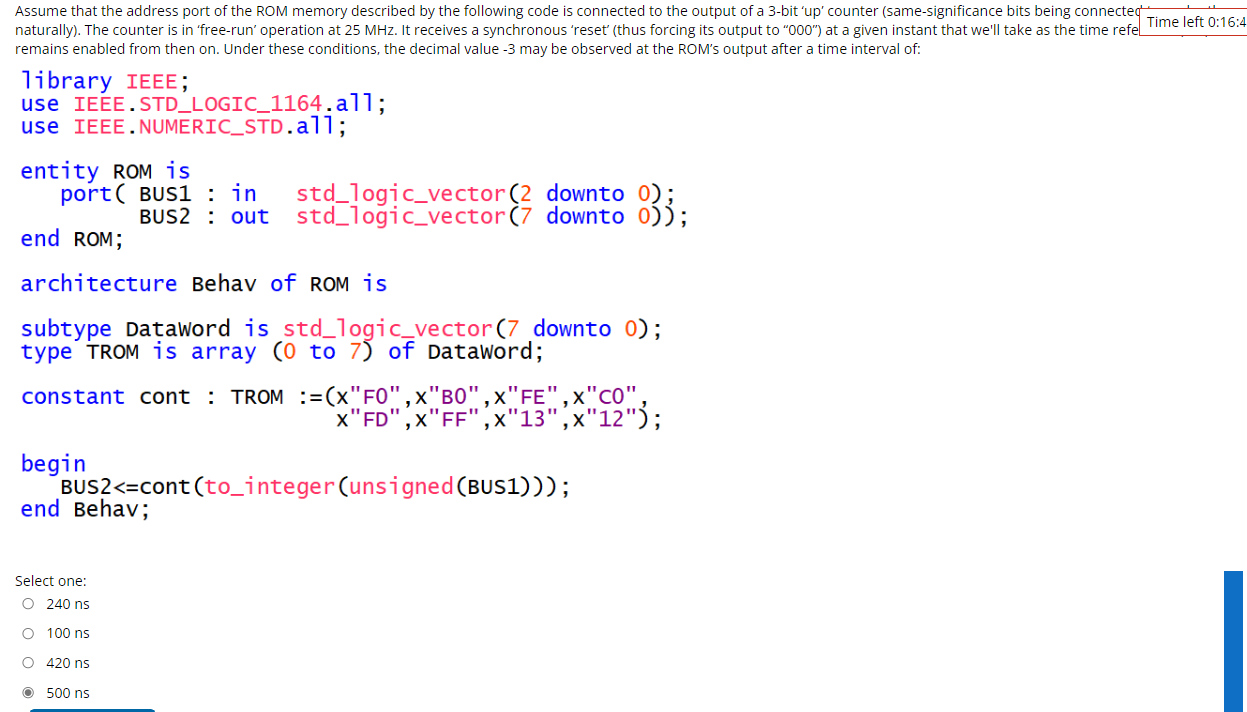 Assume that the address port of the ROM memory described by the following code is connected to the output of a 3-bit ‘up’ counter (same-significance bits being connected
Time left 0:16:4
naturally). The counter is in ‘free-run’ operation at 25 MHz. It receives a synchronous ‘reset’ (thus forcing its output to “000”) at a given instant that we'll take as the time refe
remains enabled from then on. Under these conditions, the decimal value -3 may be observed at the ROM’s output after a time interval of:
library IEEE;
use IEEE.STD_LOGIC_1164.all;
use IEEE.NUMERIC_STD.all;
entity ROM is
port( BUS1 : in std_logic_vector(2 downto 0);
BUS2 : out std_logic_vector(7 downto 0));
end ROM;
architecture Behav of ROM is
subtype DataWord is std_logic_vector(7 downto 0);
type TROM is array (0 to 7) of DataWord;
constant cont : TROM :=(x"F0",x"B0",x"FE",x"C0",
x"FD",x"FF",x"13",x"12");
begin
BUS2<=cont(to_integer(unsigned(BUS1)));
end Behav;
Select one:
240 ns
100 ns
420 ns
500 ns